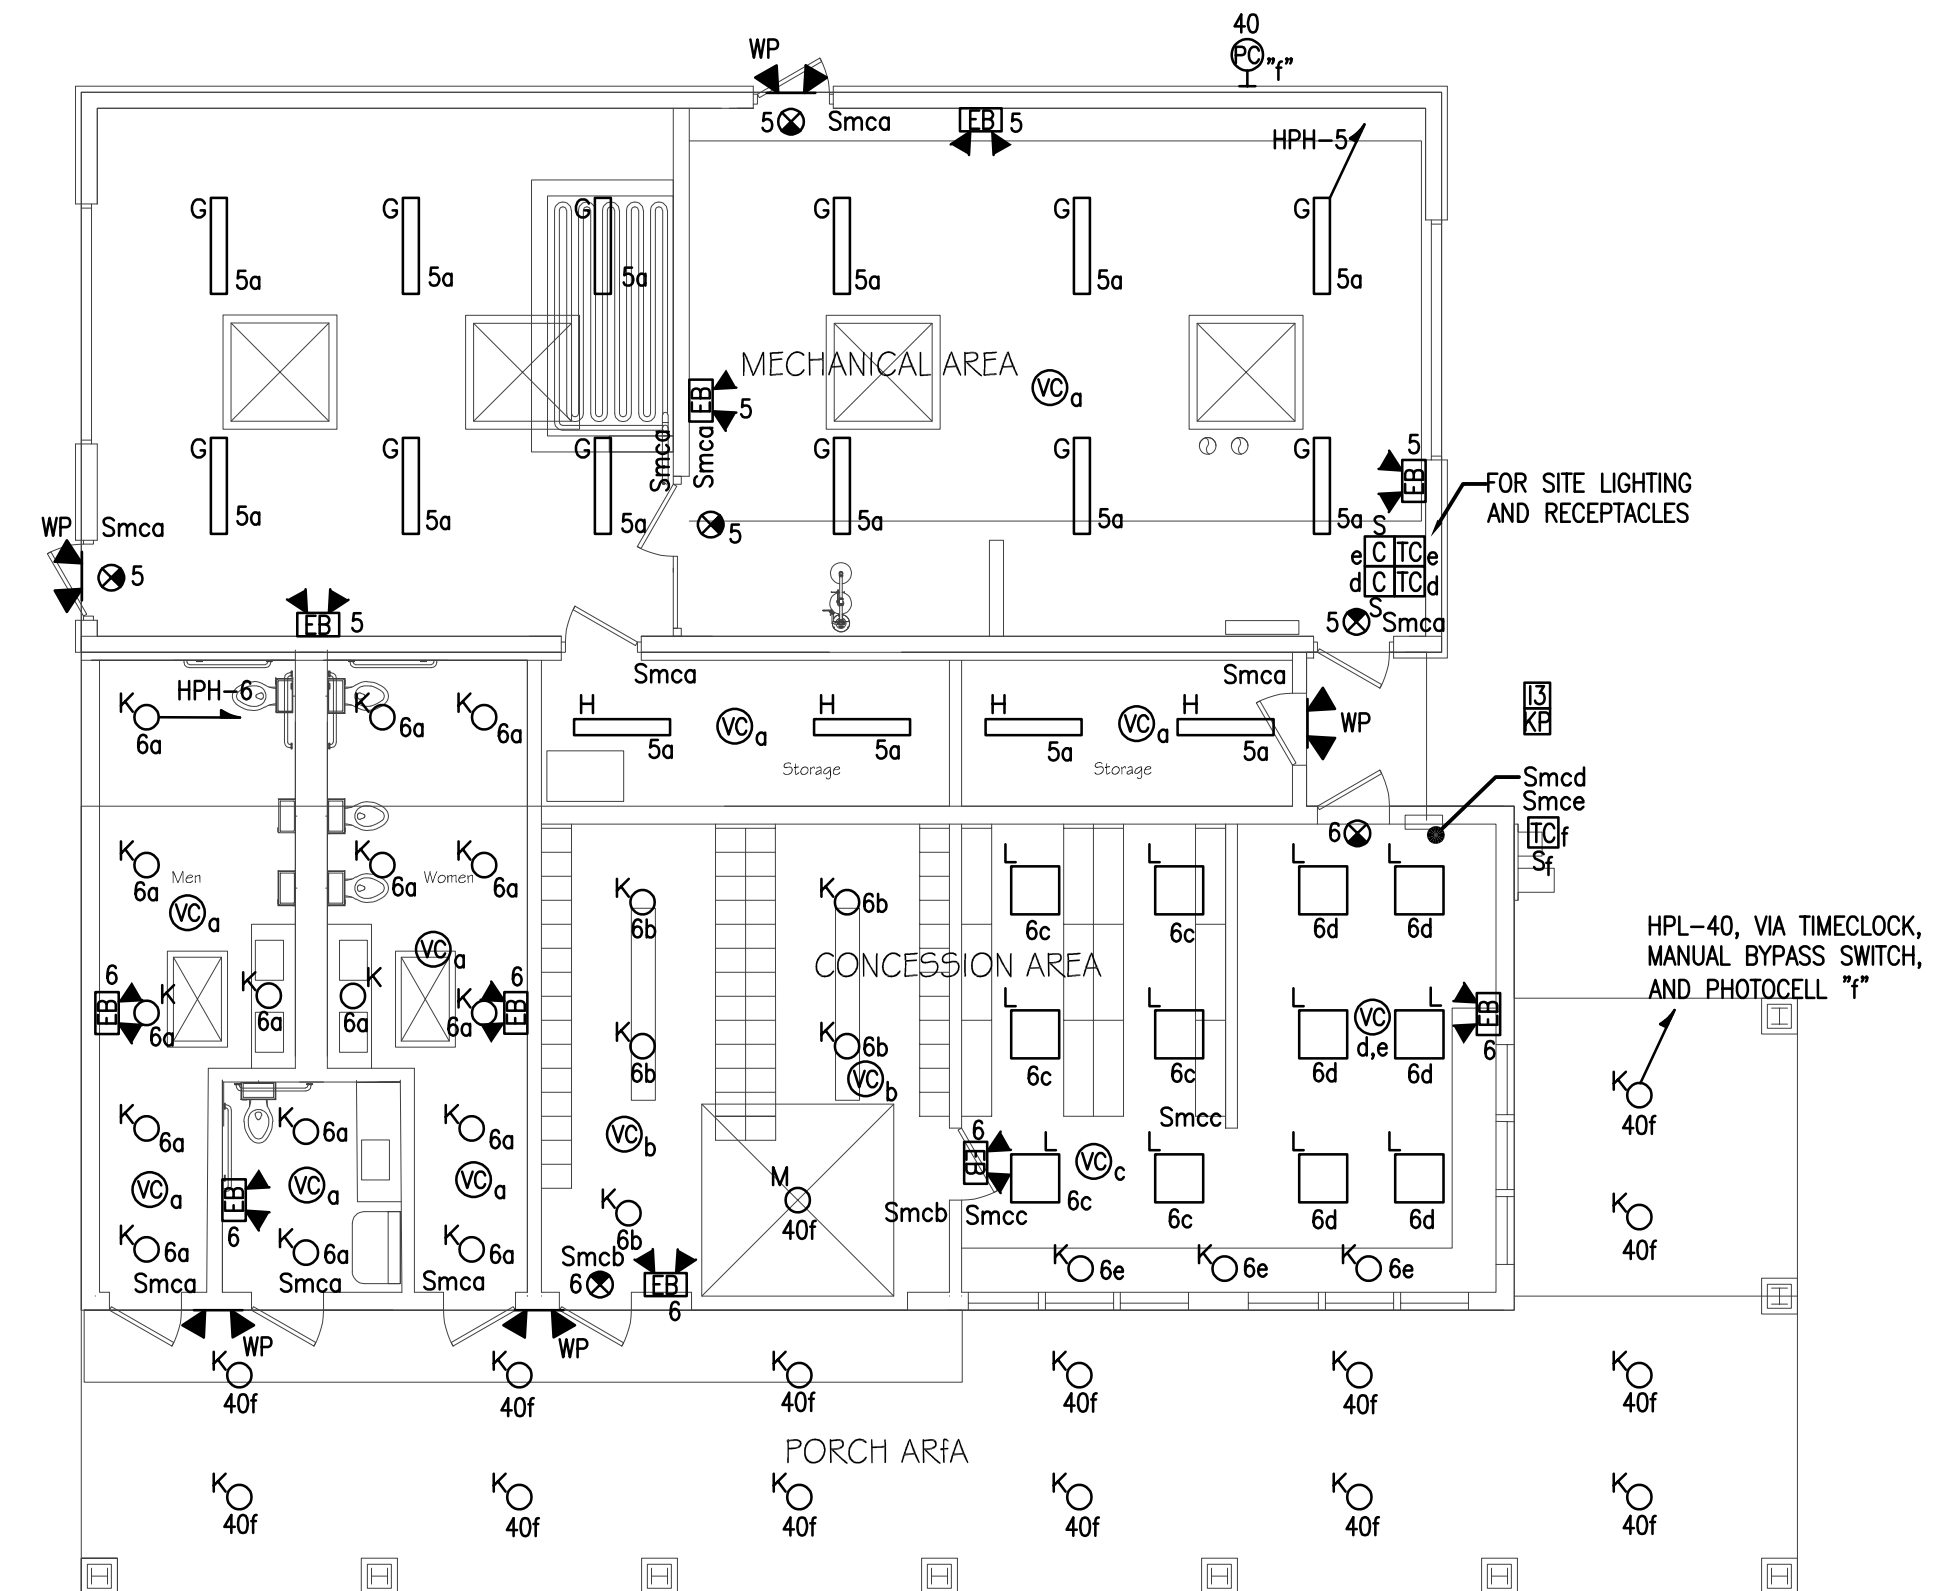 40
WP
PC "f"
5 Smca EB 5
HPH-5
G G G G G G
5a 5a 5a 5a 5a 5a
MECHANICAL AREA
VC a
EB 5
Smca Smca
5
EB
G G G G G G
5a 5a 5a 5a 5a 5a
FOR SITE LIGHTING
AND RECEPTACLES
WP Smca
5
5
S
e C TC e
d C TC d
S
5 Smca
EB 5
Smca Smca
HPH-6
K K K
6a 6a 6a
H H H H
VC a VC a
5a 5a 5a 5a
WP
Storage Storage
I3
KP
Smcd
Smce
TC f
Sf
6
K K K
6a 6a 6a
Men Women
VC a
VC a
K K
6b 6b
L L L L
6c 6c 6d 6d
HPL-40, VIA TIMECLOCK,
MANUAL BYPASS SWITCH,
AND PHOTOCELL "f"
CONCESSION AREA
6 6
EB K K K K EB
6a 6a 6a 6a
K K
6b 6b
VC b
L L L L
VC
d,e
6c 6c 6d 6d
EB
6
K
40f
K K K
6a 6a 6a
VC b
Smcc
6
EB
L L L L
VC c
6c 6c 6d 6d
VC a VC a VC a
EB
6
M
40f
Smcb Smcc
K
40f
K K K
6a 6a 6a
K
6b
K K K
6e 6e 6e
Smca Smca Smca
Smcb
6
EB
6
WP WP
K K K K K K
40f 40f 40f 40f 40f 40f
PORCH ARfA
K K K K K K
40f 40f 40f 40f 40f 40f